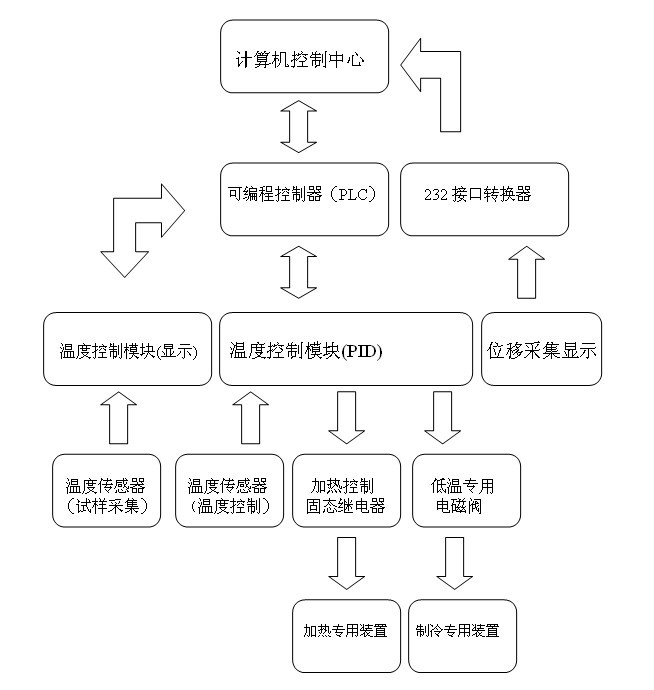 计算机控制中心
可编程控制器（PLC）
232 接口转换器
温度控制模块(显示)
温度控制模块(PID)
位移采集显示
温度传感器
（试样采集）
温度传感器
（温度控制）
加热控制
固态继电器
低温专用
电磁阀
加热专用装置
制冷专用装置